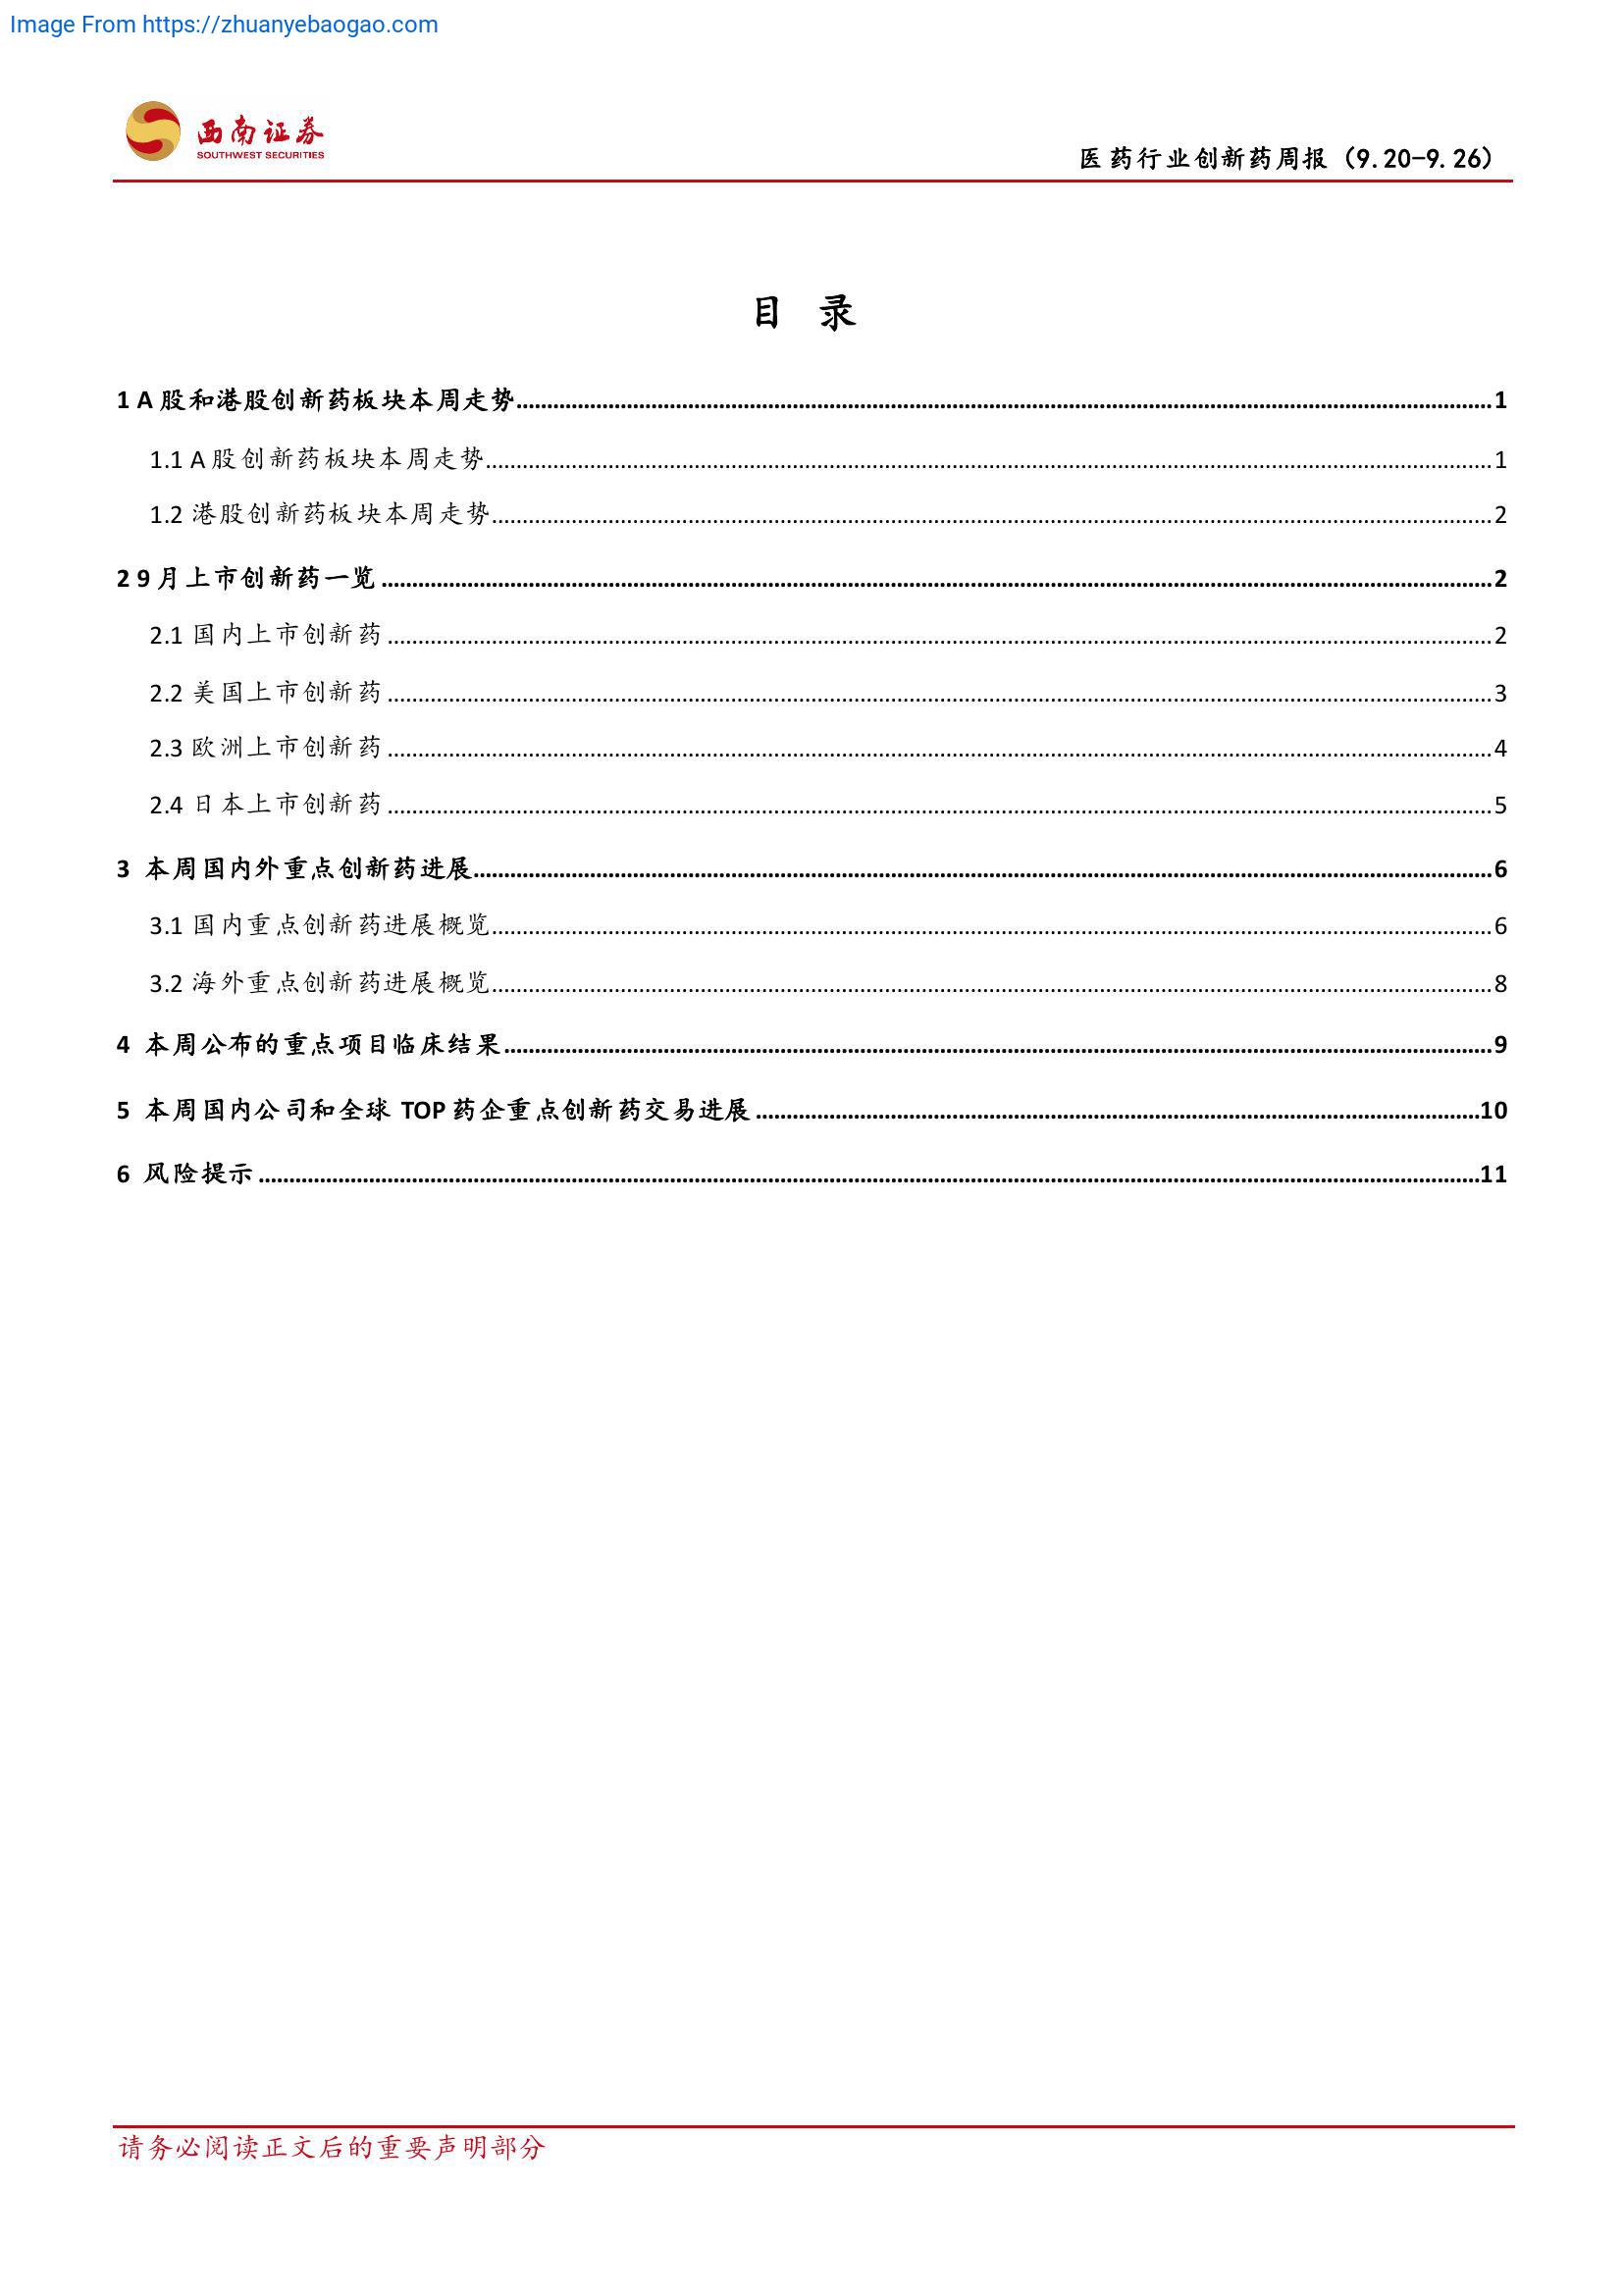 Image From https://zhuanyebaogao.com
西南证券
SOUTHWEST SECURITIES
医药行业创新药周报（9.20-9.26）
目 录
1 A 股和港股创新药板块本周走势........................................1
1.1 A 股创新药板块本周走势........................................1
1.2 港股创新药板块本周走势........................................2
2 9 月上市创新药一览........................................2
2.1 国内上市创新药........................................2
2.2 美国上市创新药........................................3
2.3 欧洲上市创新药........................................4
2.4 日本上市创新药........................................5
3 本周国内外重点创新药进展........................................6
3.1 国内重点创新药进展概览........................................6
3.2 海外重点创新药进展概览........................................8
4 本周公布的重点项目临床结果........................................9
5 本周国内公司和全球 TOP 药企重点创新药交易进展........................................10
6 风险提示........................................11
请务必阅读正文后的重要声明部分